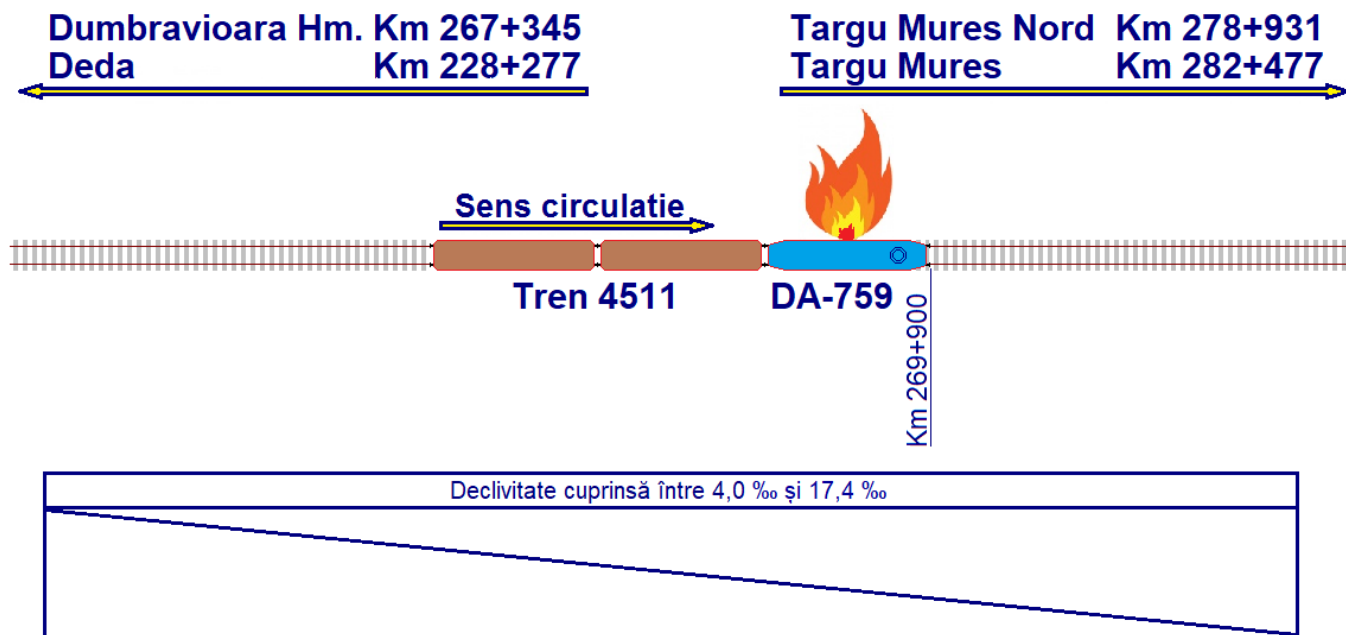 Dumbravioara Hm. Km 267+345
Deda Km 228+277
Targu Mures Nord Km 278+931
Targu Mures Km 282+477
Sens circulatie
Tren 4511
DA-759
Km 269+900
Declivitate cuprinsă între 4,0 ‰ și 17,4 ‰